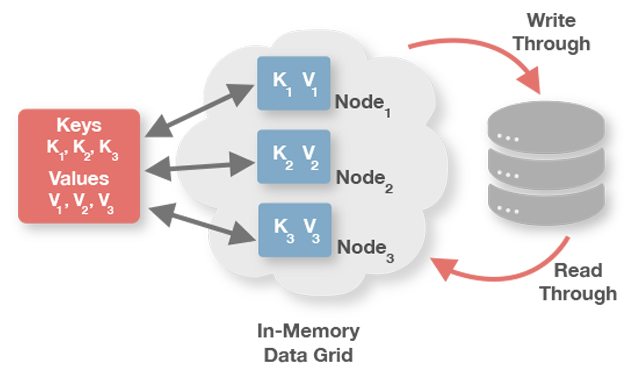 Keys
K₁, K₂, K₃
Values
V₁, V₂, V₃
K₁ V₁
Node₁
K₂ V₂
Node₂
K₃ V₃
Node₃
In-Memory
Data Grid
Write
Through
Read
Through